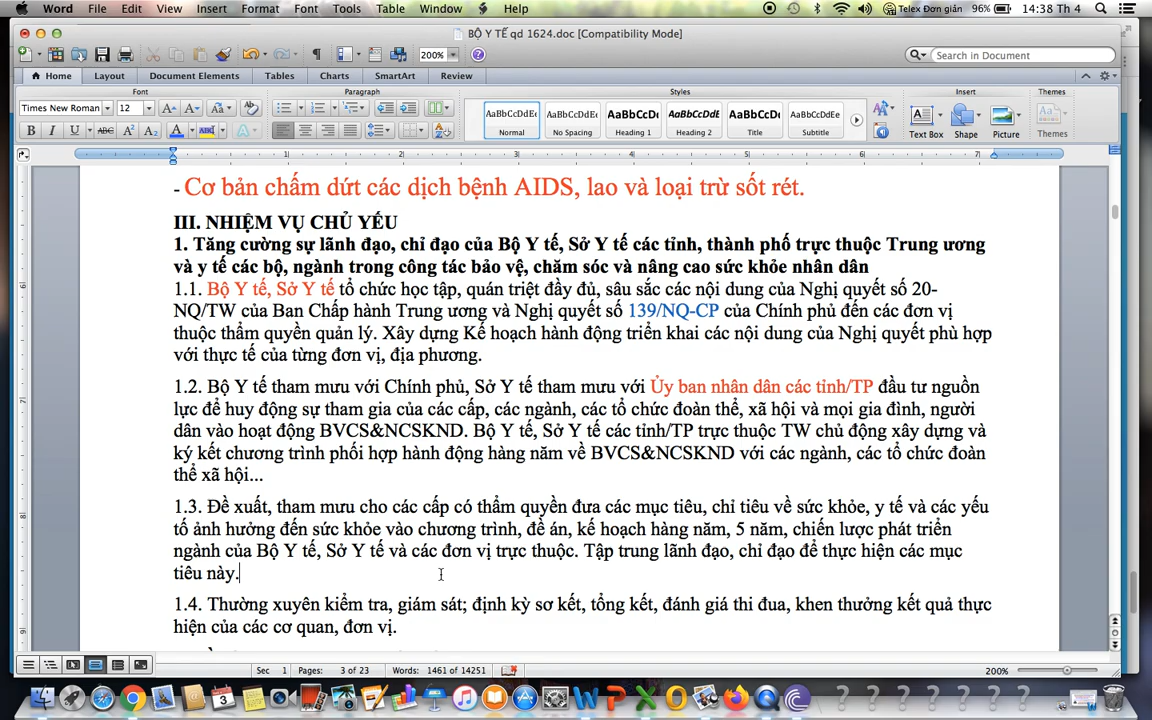 Word File Edit View Insert Format Font Tools Table Window Help Telex Đơn giản 96% 14:38 Th 4
BỘ Y TẾ qd 1624.doc [Compatibility Mode]
200% Search in Document
Home Layout Document Elements Tables Charts SmartArt Review
Font Paragraph Styles Insert Themes
Times New Roman 12
AaBbCcDdEe AaBbCcDdEe AaBbCcDc AaBbCcDdE AaBbCcDc AaBbCcDdEe
Normal No Spacing Heading 1 Heading 2 Title Subtitle Text Box Shape Picture Themes
1 2 3 4 5 6 7
- Cơ bản chấm dứt các dịch bệnh AIDS, lao và loại trừ sốt rét.
III. NHIỆM VỤ CHỦ YẾU
1. Tăng cường sự lãnh đạo, chỉ đạo của Bộ Y tế, Sở Y tế các tỉnh, thành phố trực thuộc Trung ương
và y tế các bộ, ngành trong công tác bảo vệ, chăm sóc và nâng cao sức khỏe nhân dân
1.1. Bộ Y tế, Sở Y tế tổ chức học tập, quán triệt đầy đủ, sâu sắc các nội dung của Nghị quyết số 20-
NQ/TW của Ban Chấp hành Trung ương và Nghị quyết số 139/NQ-CP của Chính phủ đến các đơn vị
thuộc thẩm quyền quản lý. Xây dựng Kế hoạch hành động triển khai các nội dung của Nghị quyết phù hợp
với thực tế của từng đơn vị, địa phương.
1.2. Bộ Y tế tham mưu với Chính phủ, Sở Y tế tham mưu với Ủy ban nhân dân các tỉnh/TP đầu tư nguồn
lực để huy động sự tham gia của các cấp, các ngành, các tổ chức đoàn thể, xã hội và mọi gia đình, người
dân vào hoạt động BVCS&NCSKND. Bộ Y tế, Sở Y tế các tỉnh/TP trực thuộc TW chủ động xây dựng và
ký kết chương trình phối hợp hành động hàng năm về BVCS&NCSKND với các ngành, các tổ chức đoàn
thể xã hội...
1.3. Đề xuất, tham mưu cho các cấp có thẩm quyền đưa các mục tiêu, chỉ tiêu về sức khỏe, y tế và các yếu
tố ảnh hưởng đến sức khỏe vào chương trình, đề án, kế hoạch hàng năm, 5 năm, chiến lược phát triển
ngành của Bộ Y tế, Sở Y tế và các đơn vị trực thuộc. Tập trung lãnh đạo, chỉ đạo để thực hiện các mục
tiêu này.
1.4. Thường xuyên kiểm tra, giám sát; định kỳ sơ kết, tổng kết, đánh giá thi đua, khen thưởng kết quả thực
hiện của các cơ quan, đơn vị.
Sec 1 Pages: 3 of 23 Words: 1461 of 14251 200%